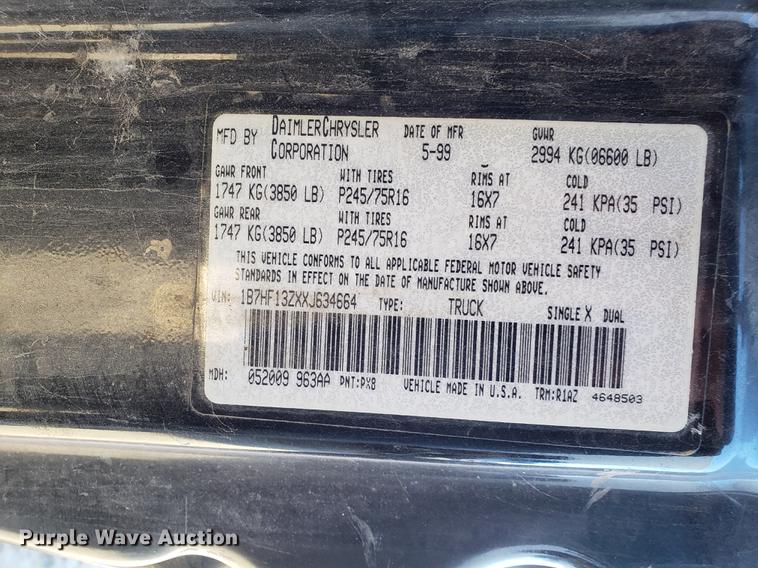 MFD BY DAIMLERCHRYSLER CORPORATION DATE OF MFR 5-99 GVWR 2994 KG(06600 LB)
GAWR FRONT WITH TIRES RIMS AT COLD
1747 KG(3850 LB) P245/75R16 16X7 241 KPA(35 PSI)
GAWR REAR WITH TIRES RIMS AT COLD
1747 KG(3850 LB) P245/75R16 16X7 241 KPA(35 PSI)
THIS VEHICLE CONFORMS TO ALL APPLICABLE FEDERAL MOTOR VEHICLE SAFETY
STANDARDS IN EFFECT ON THE DATE OF MANUFACTURE SHOWN ABOVE.
VIN: 1B7HF13ZXXJ634664 TYPE: TRUCK SINGLE X DUAL
MDH: 052009 963AA PNT:PX8 VEHICLE MADE IN U.S.A. TRM:R1AZ 4648503
Purple Wave Auction